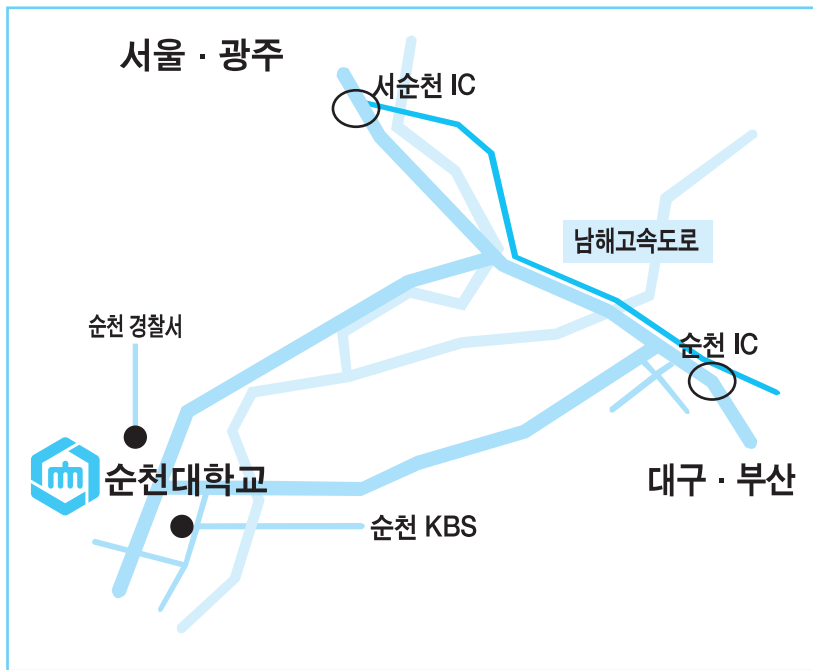 서울 · 광주
서순천 IC
남해고속도로
순천 경찰서
순천 IC
순천대학교
대구 · 부산
순천 KBS